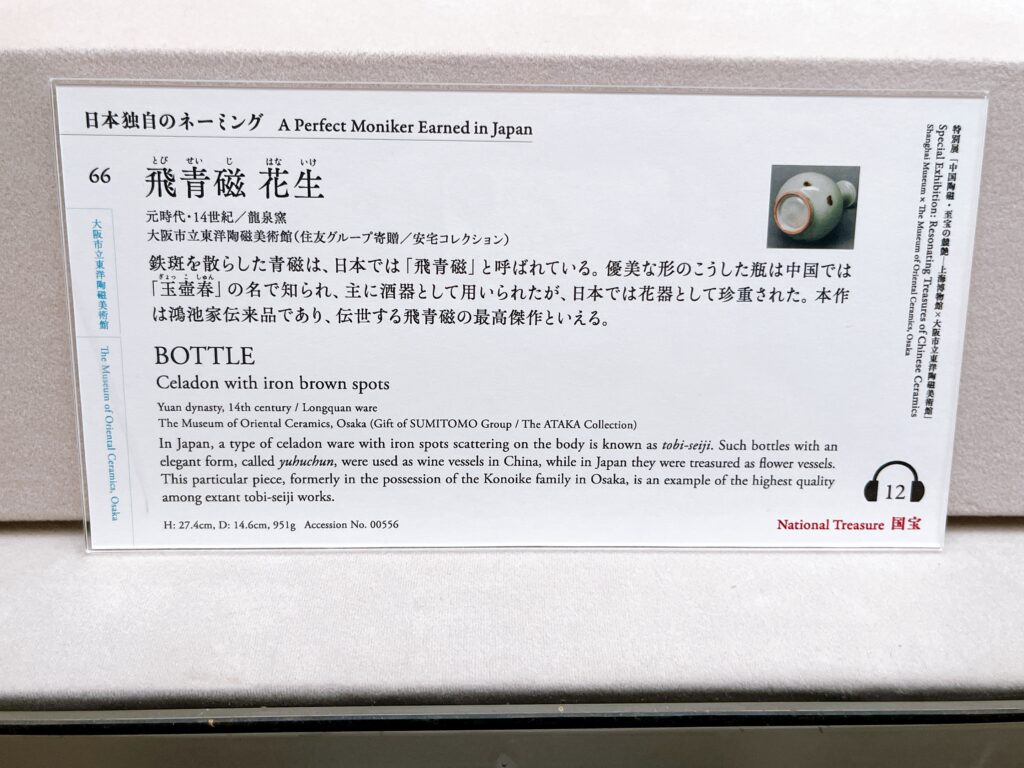 日本独自のネーミング A Perfect Moniker Earned in Japan
66
とび せい じ はな いけ
飛青磁 花生
元時代・14世紀／龍泉窯
大阪市立東洋陶磁美術館（住友グループ寄贈／安宅コレクション）
鉄斑を散らした青磁は、日本では「飛青磁」と呼ばれている。優美な形のこうした瓶は中国では
ぎょっ こ しゅん
「玉壺春」の名で知られ、主に酒器として用いられたが、日本では花器として珍重された。本作
は鴻池家伝来品であり、伝世する飛青磁の最高傑作といえる。
BOTTLE
Celadon with iron brown spots
Yuan dynasty, 14th century / Longquan ware
The Museum of Oriental Ceramics, Osaka (Gift of SUMITOMO Group / The ATAKA Collection)
In Japan, a type of celadon ware with iron spots scattering on the body is known as tobi-seiji. Such bottles with an
elegant form, called yuhuchun, were used as wine vessels in China, while in Japan they were treasured as flower vessels.
This particular piece, formerly in the possession of the Konoike family in Osaka, is an example of the highest quality
among extant tobi-seiji works.
H: 27.4cm, D: 14.6cm, 951g Accession No. 00556
大阪市立東洋陶磁美術館
The Museum of Oriental Ceramics, Osaka
特別展「中国陶磁・至宝の競艶―上海博物館×大阪市立東洋陶磁美術館」
Special Exhibition: Resonating Treasures of Chinese Ceramics
Shanghai Museum × The Museum of Oriental Ceramics, Osaka
12
National Treasure 国宝